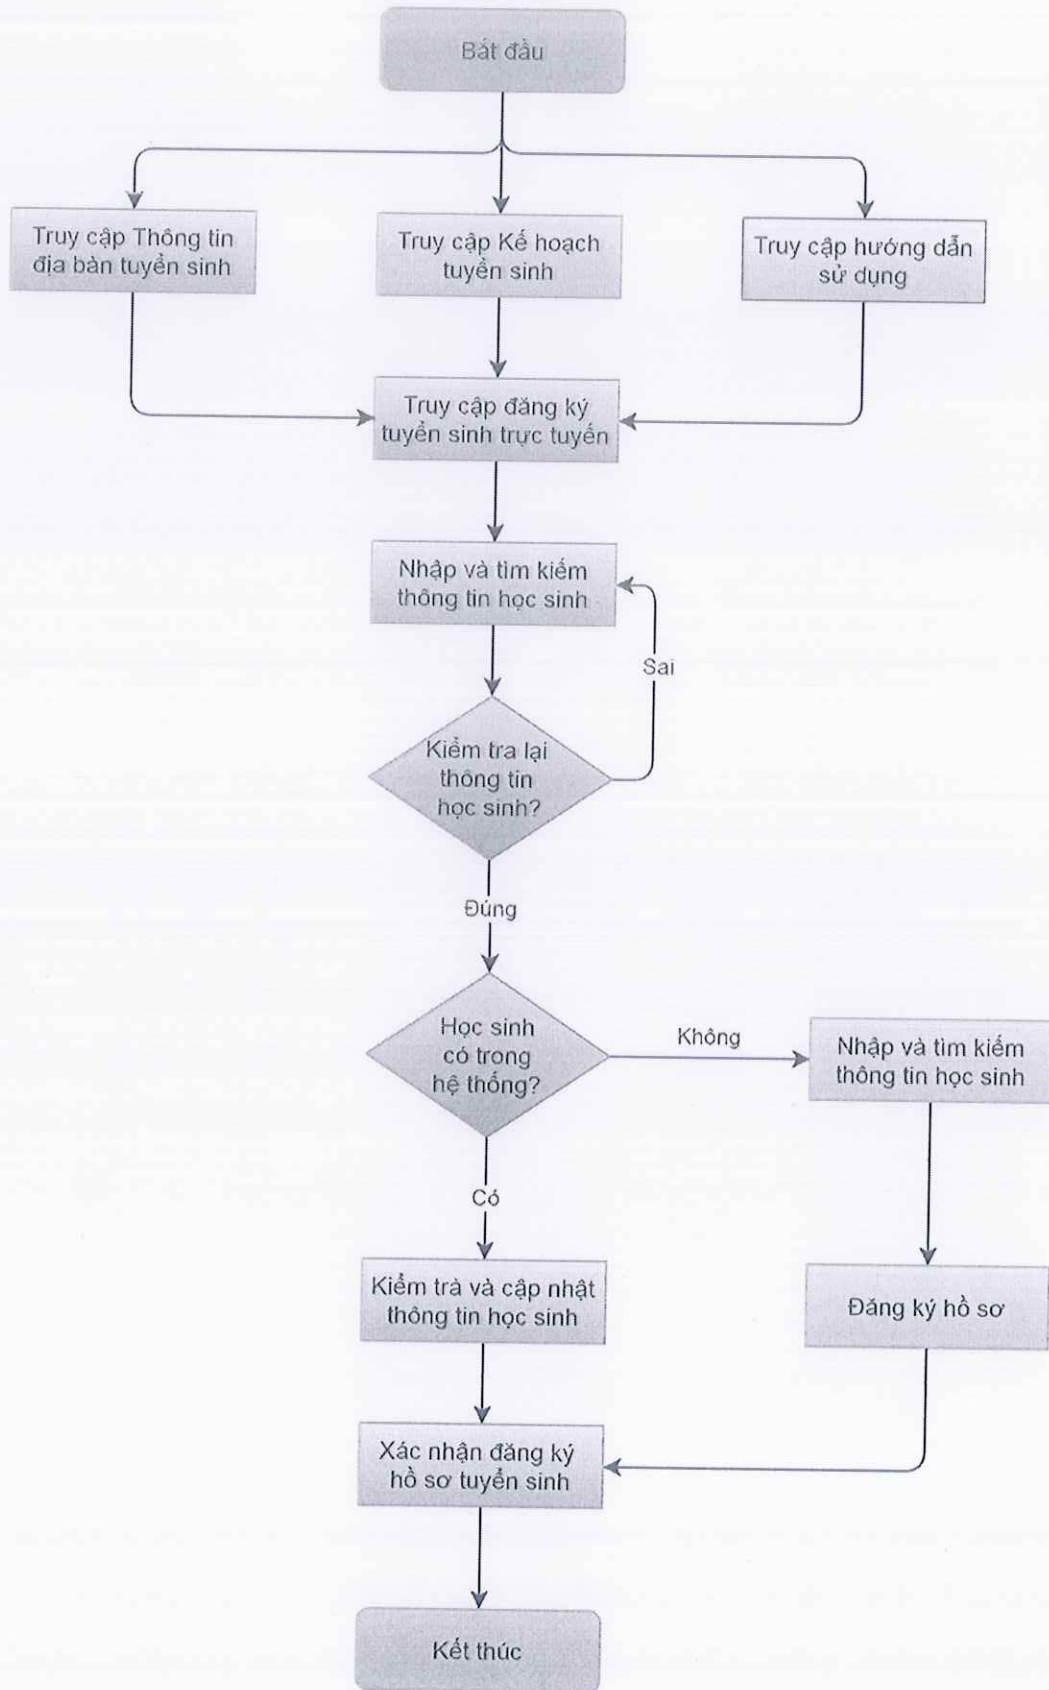 Bắt đầu
Truy cập Thông tin
địa bàn tuyển sinh
Truy cập Kế hoạch
tuyển sinh
Truy cập hướng dẫn
sử dụng
Truy cập đăng ký
tuyển sinh trực tuyến
Nhập và tìm kiếm
thông tin học sinh
Sai
Kiểm tra lại
thông tin
học sinh?
Đúng
Học sinh
có trong
hệ thống?
Không
Nhập và tìm kiếm
thông tin học sinh
Có
Kiểm trà và cập nhật
thông tin học sinh
Đăng ký hồ sơ
Xác nhận đăng ký
hồ sơ tuyển sinh
Kết thúc